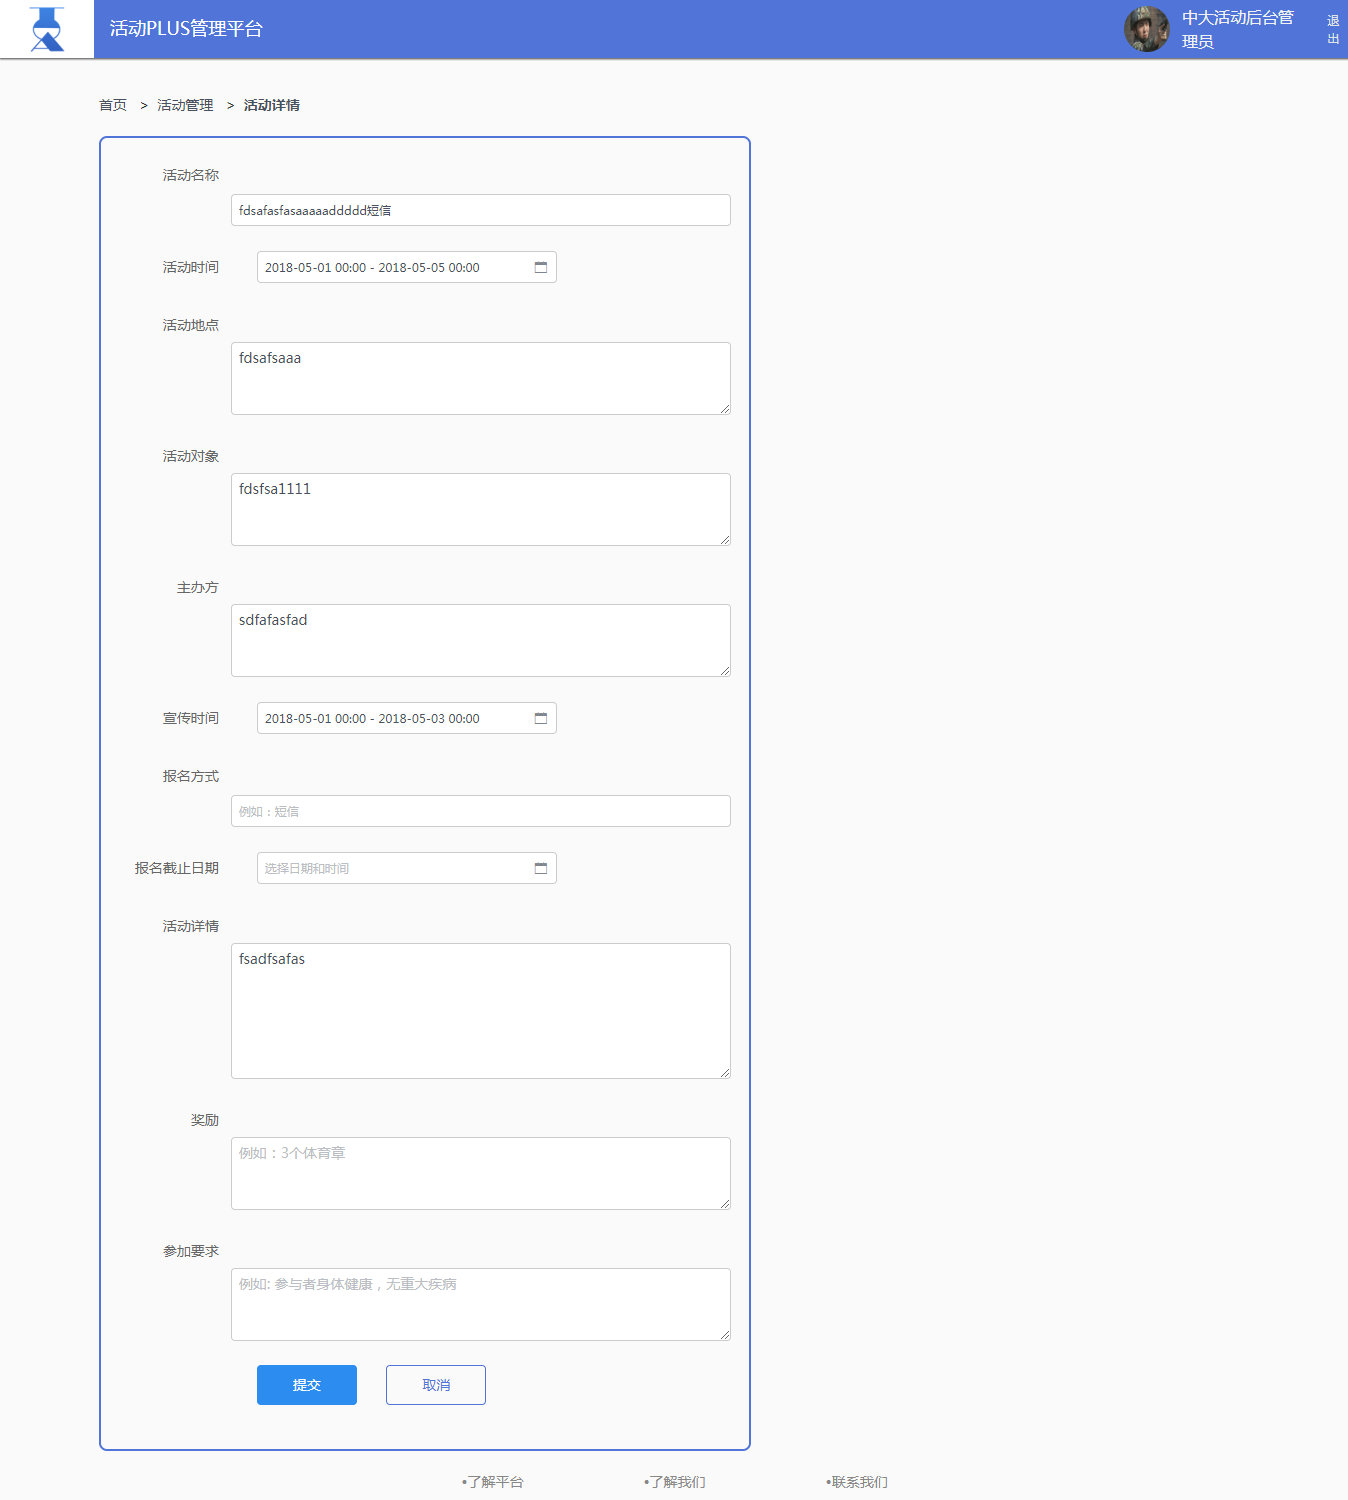 活动PLUS管理平台
中大活动后台管
理员
退
出
首页 > 活动管理 > 活动详情
活动名称
fdsafasfasaaaaaddddd短信
活动时间
2018-05-01 00:00 - 2018-05-05 00:00
活动地点
fdsafsaaa
活动对象
fdsfsa1111
主办方
sdfafasfad
宣传时间
2018-05-01 00:00 - 2018-05-03 00:00
报名方式
例如：短信
报名截止日期
选择日期和时间
活动详情
fsadfsafas
奖励
例如：3个体育章
参加要求
例如: 参与者身体健康，无重大疾病
提交
取消
•了解平台 •了解我们 •联系我们